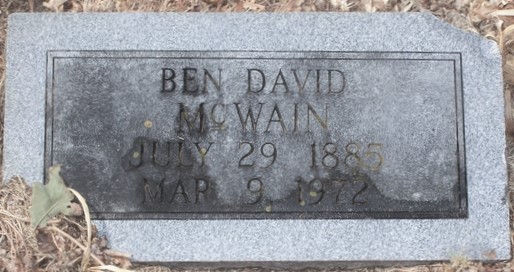 BEN DAVID
McWAIN
JULY 29 1885
MAR. 9, 1972